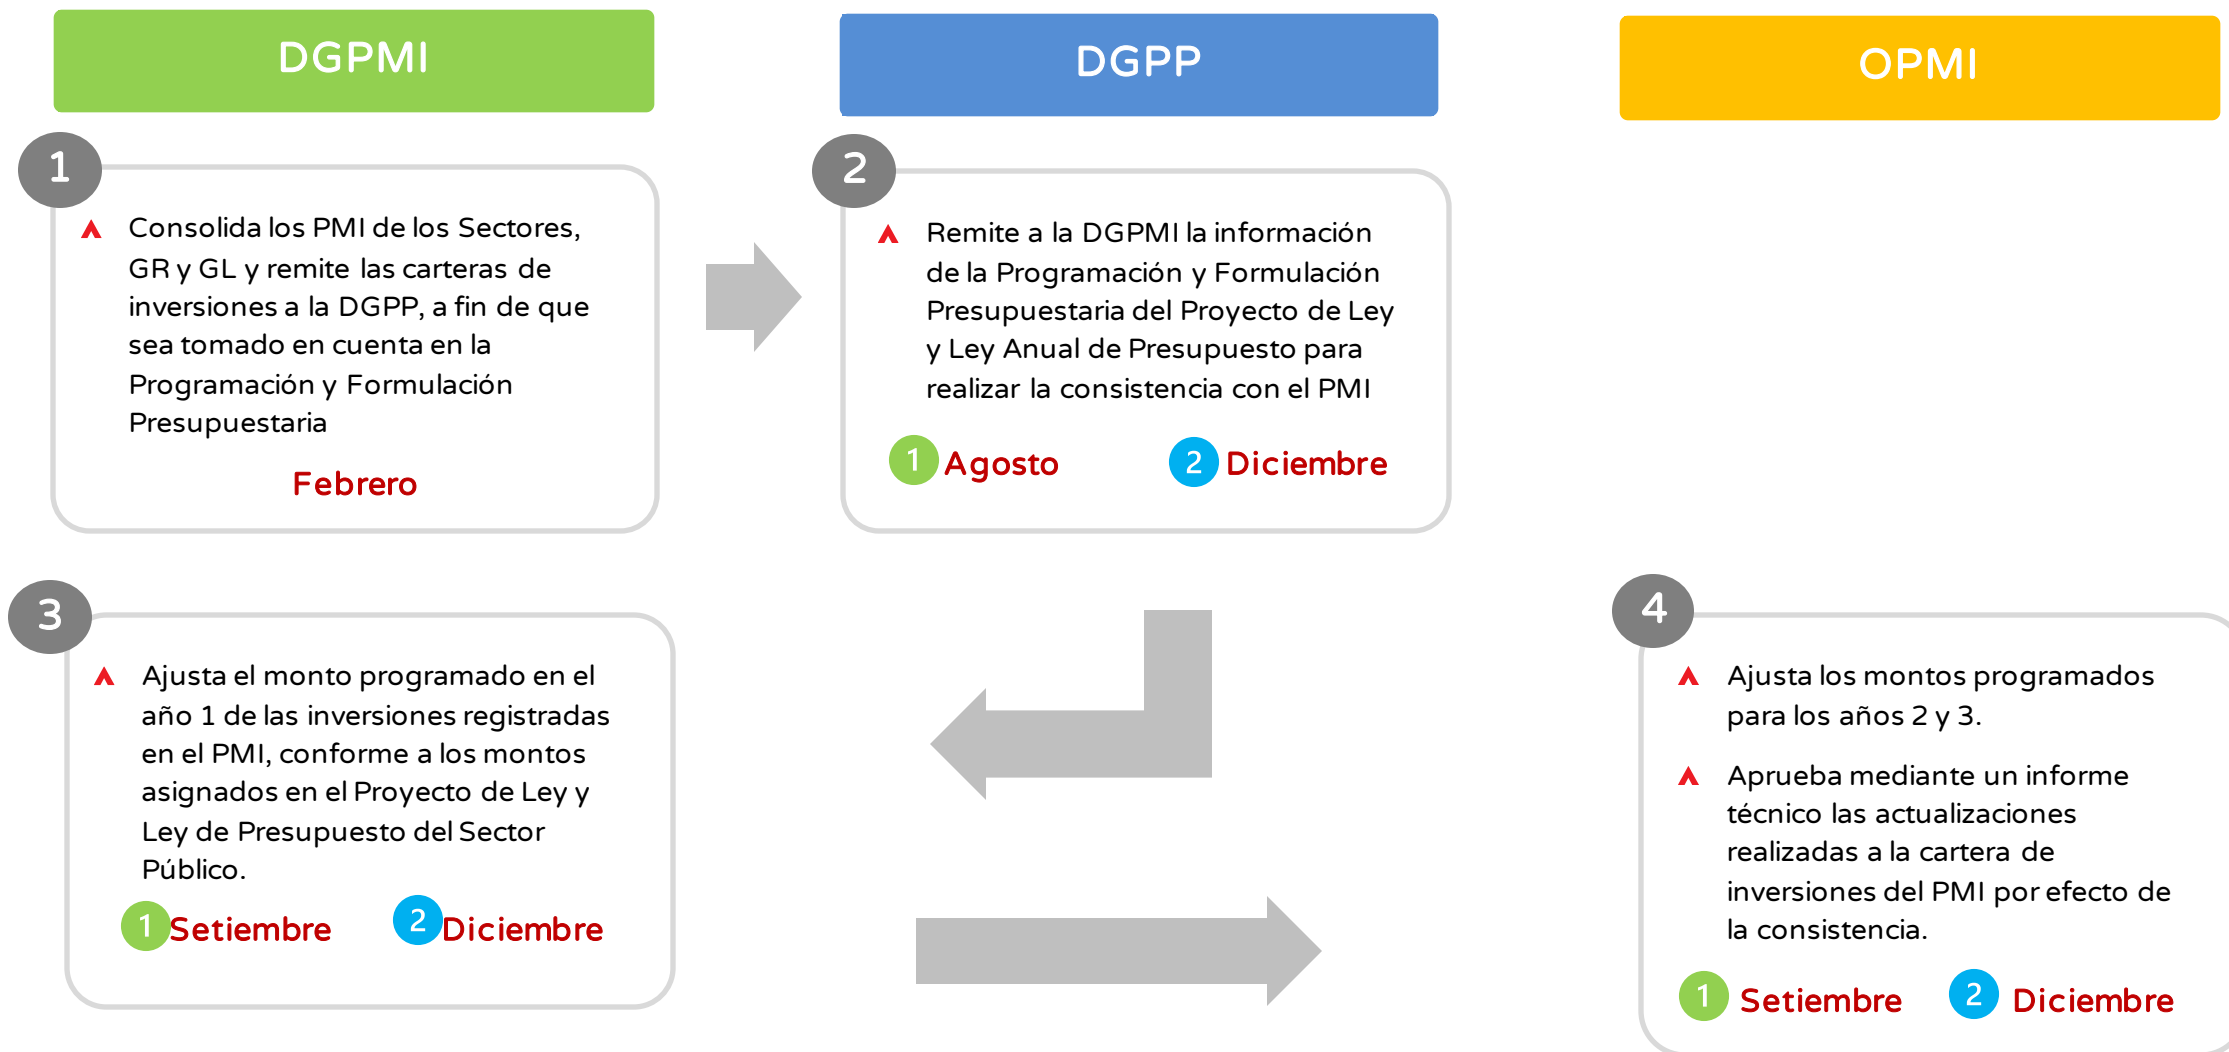 DGPMI
DGPP
OPMI
1
Consolida los PMI de los Sectores,
GR y GL y remite las carteras de
inversiones a la DGPP, a fin de que
sea tomado en cuenta en la
Programación y Formulación
Presupuestaria
Febrero
2
Remite a la DGPMI la información
de la Programación y Formulación
Presupuestaria del Proyecto de Ley
y Ley Anual de Presupuesto para
realizar la consistencia con el PMI
1 Agosto
2 Diciembre
3
Ajusta el monto programado en el
año 1 de las inversiones registradas
en el PMI, conforme a los montos
asignados en el Proyecto de Ley y
Ley de Presupuesto del Sector
Público.
1 Setiembre
2 Diciembre
4
Ajusta los montos programados
para los años 2 y 3.
Aprueba mediante un informe
técnico las actualizaciones
realizadas a la cartera de
inversiones del PMI por efecto de
la consistencia.
1 Setiembre
2 Diciembre